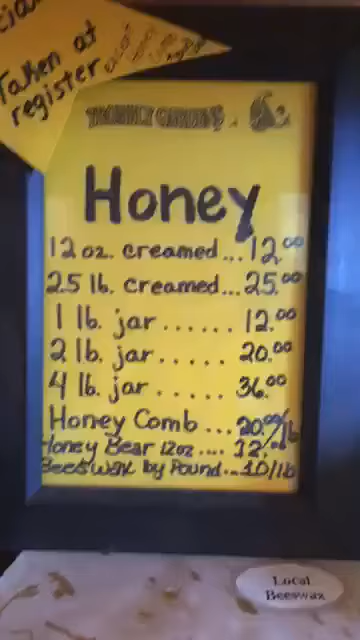 Taken at
register
Honey
12 oz. creamed...12.00
2.5 lb. creamed...25.00
1 lb. jar......12.00
2 lb. jar.....20.00
4 lb. jar.....36.00
Honey Comb...20.00/lb
Honey Bear 12oz....12.
Beeswax by Pound...10/lb
Local
Beeswax